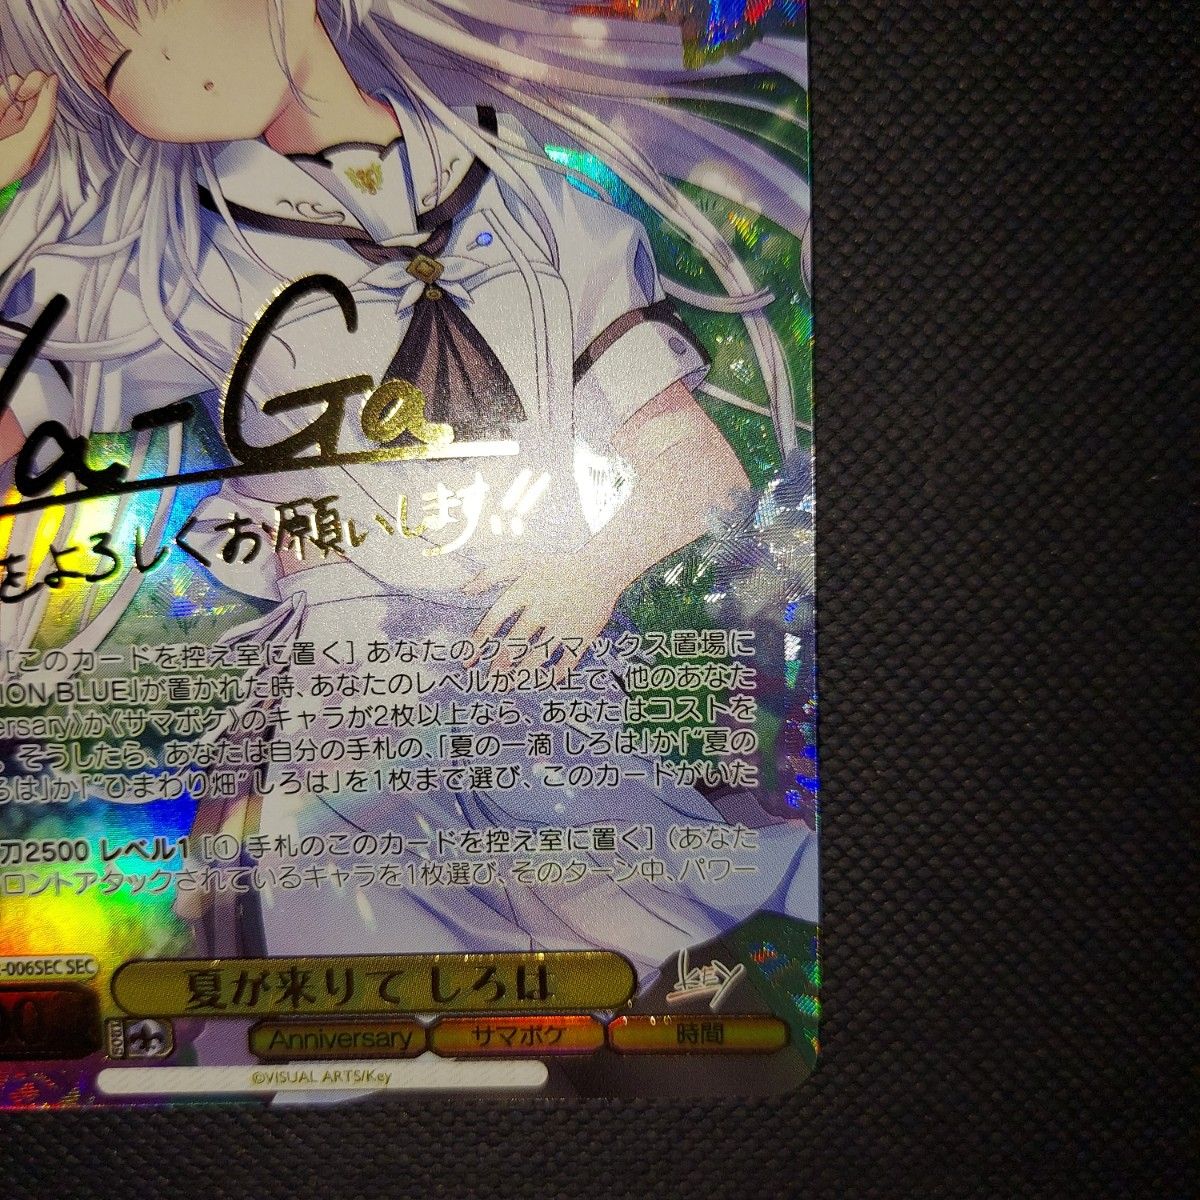 Ya-Ga
をよろしくお願いします!!
[このカードを控え室に置く] あなたのクライマックス置場に
ION BLUE」が置かれた時、あなたのレベルが2以上で、他のあなた
ersary》か《サマポケ》のキャラが2枚以上なら、あなたはコストを
そうしたら、あなたは自分の手札の、「夏の一滴 しろは」か「“夏の
ろは」か「“ひまわり畑” しろは」を1枚まで選び、このカードがいた
2500 レベル1 [① 手札のこのカードを控え室に置く] (あなた
ロントアタックされているキャラを1枚選び、そのターン中、パワー
-006SEC SEC
夏が来りて しろは
Key
00
SOUL
Anniversary
サマポケ
時間
©VISUAL ARTS/Key